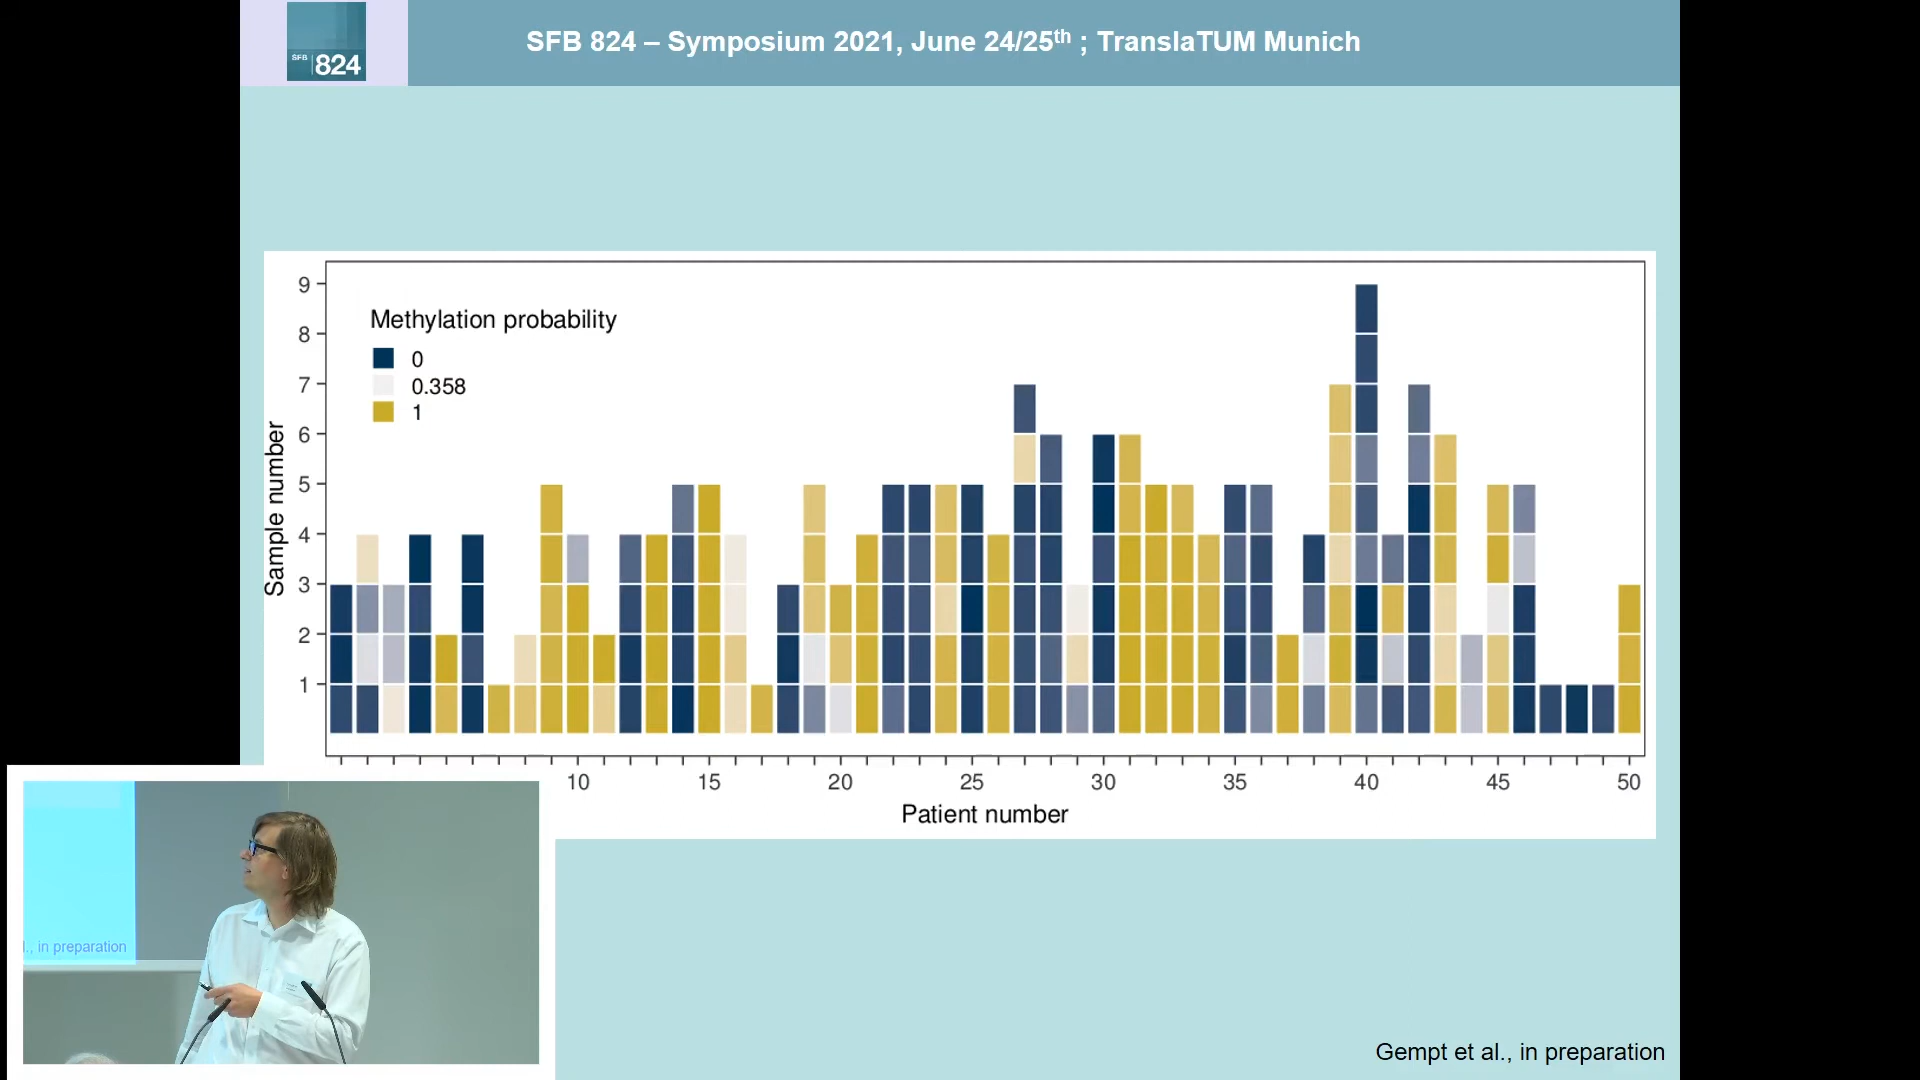 SFB 824
SFB 824 – Symposium 2021, June 24/25th ; TranslaTUM Munich
Methylation probability
0
0.358
1
Sample number
9
8
7
6
5
4
3
2
1
10 15 20 25 30 35 40 45 50
Patient number
., in preparation
Gempt et al., in preparation